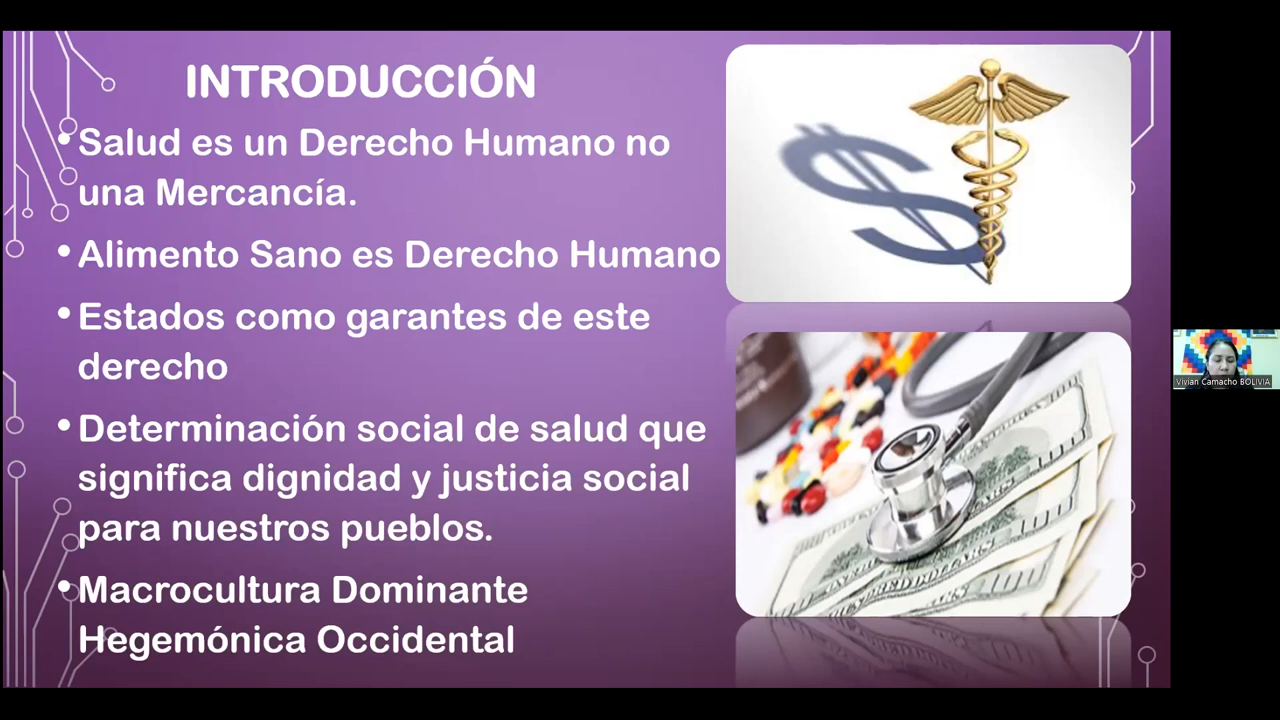 INTRODUCCIÓN
• Salud es un Derecho Humano no
una Mercancía.
• Alimento Sano es Derecho Humano
• Estados como garantes de este
derecho
• Determinación social de salud que
significa dignidad y justicia social
para nuestros pueblos.
• Macrocultura Dominante
Hegemónica Occidental
Vivian Camacho BOLIVIA